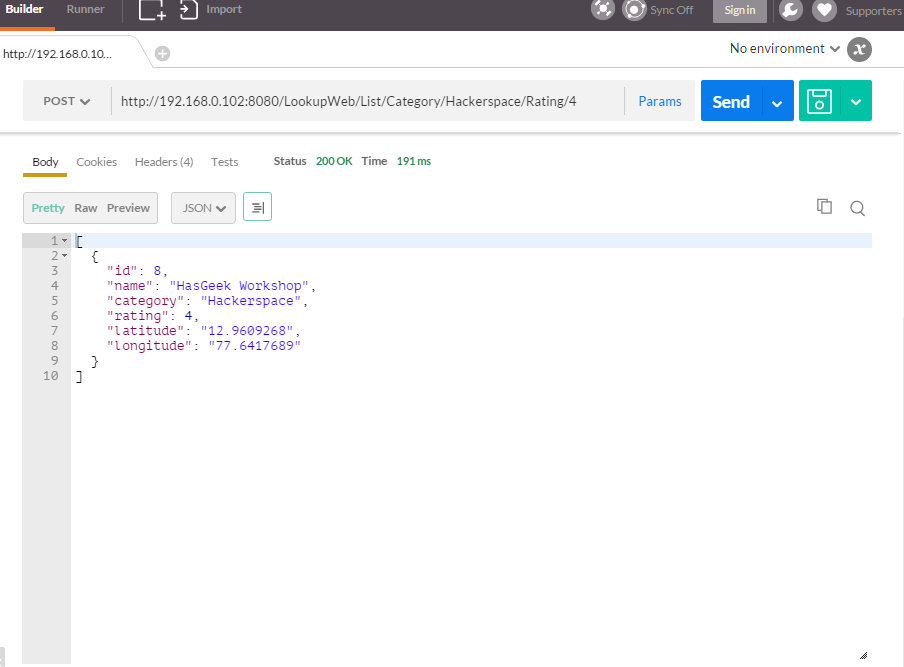 Builder Runner Import Sync Off Sign in Supporters
http://192.168.0.10...
No environment
POST http://192.168.0.102:8080/LookupWeb/List/Category/Hackerspace/Rating/4 Params Send
Body Cookies Headers (4) Tests Status 200 OK Time 191 ms
Pretty Raw Preview JSON
1 [
2 {
3 "id": 8,
4 "name": "HasGeek Workshop",
5 "category": "Hackerspace",
6 "rating": 4,
7 "latitude": "12.9609268",
8 "longitude": "77.6417689"
9 }
10 ]